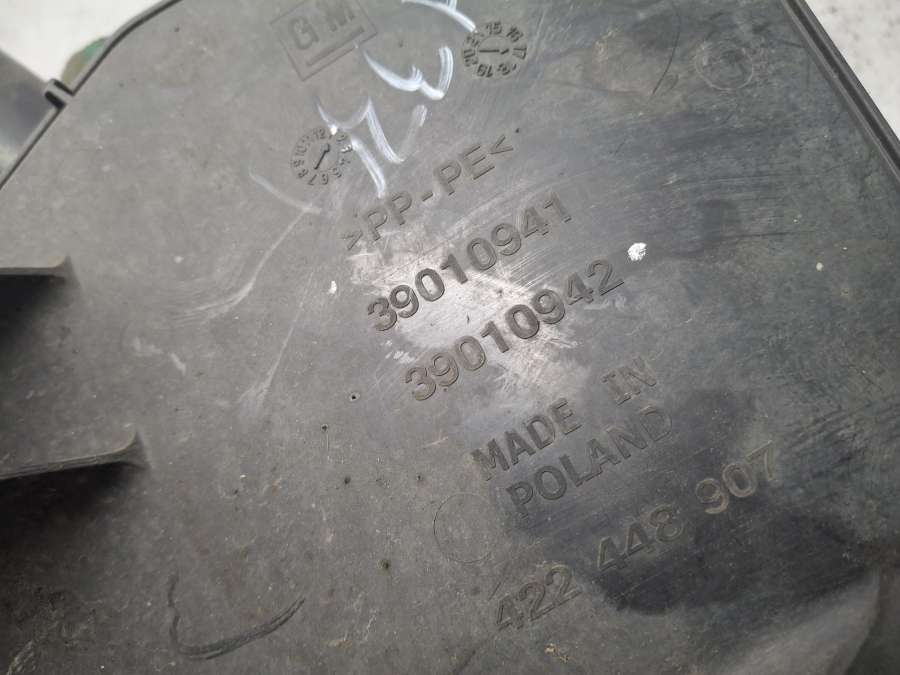 GM
>PP-PE<
39010941
39010942
MADE IN
POLAND
422 448 907